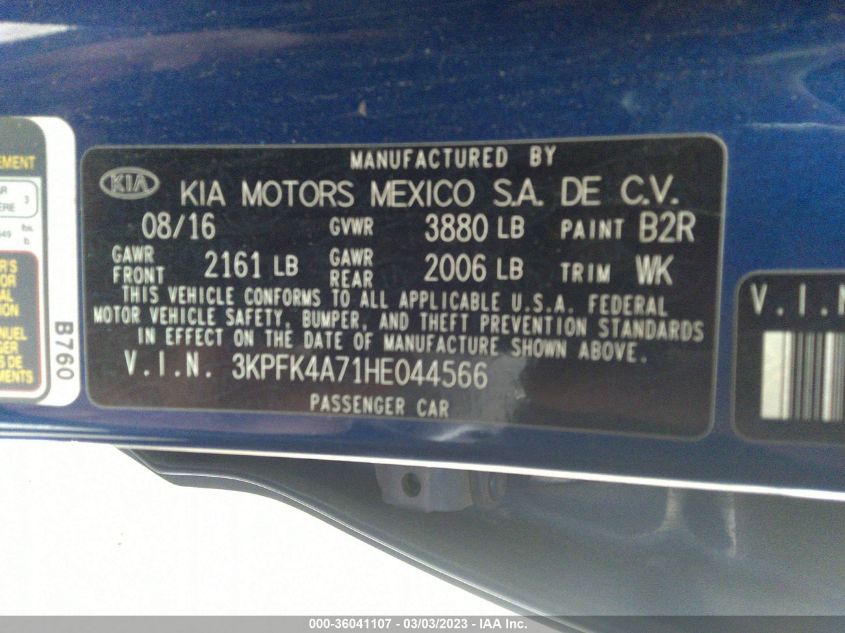 MANUFACTURED BY
KIA KIA MOTORS MEXICO S.A. DE C.V.
08/16 GVWR 3880 LB PAINT B2R
GAWR FRONT 2161 LB GAWR REAR 2006 LB TRIM WK
THIS VEHICLE CONFORMS TO ALL APPLICABLE U.S.A. FEDERAL
MOTOR VEHICLE SAFETY, BUMPER, AND THEFT PREVENTION STANDARDS
IN EFFECT ON THE DATE OF MANUFACTURE SHOWN ABOVE.
V.I.N. 3KPFK4A71HE044566
PASSENGER CAR
B760
V.I.N
000-36041107 - 03/03/2023 - IAA Inc.